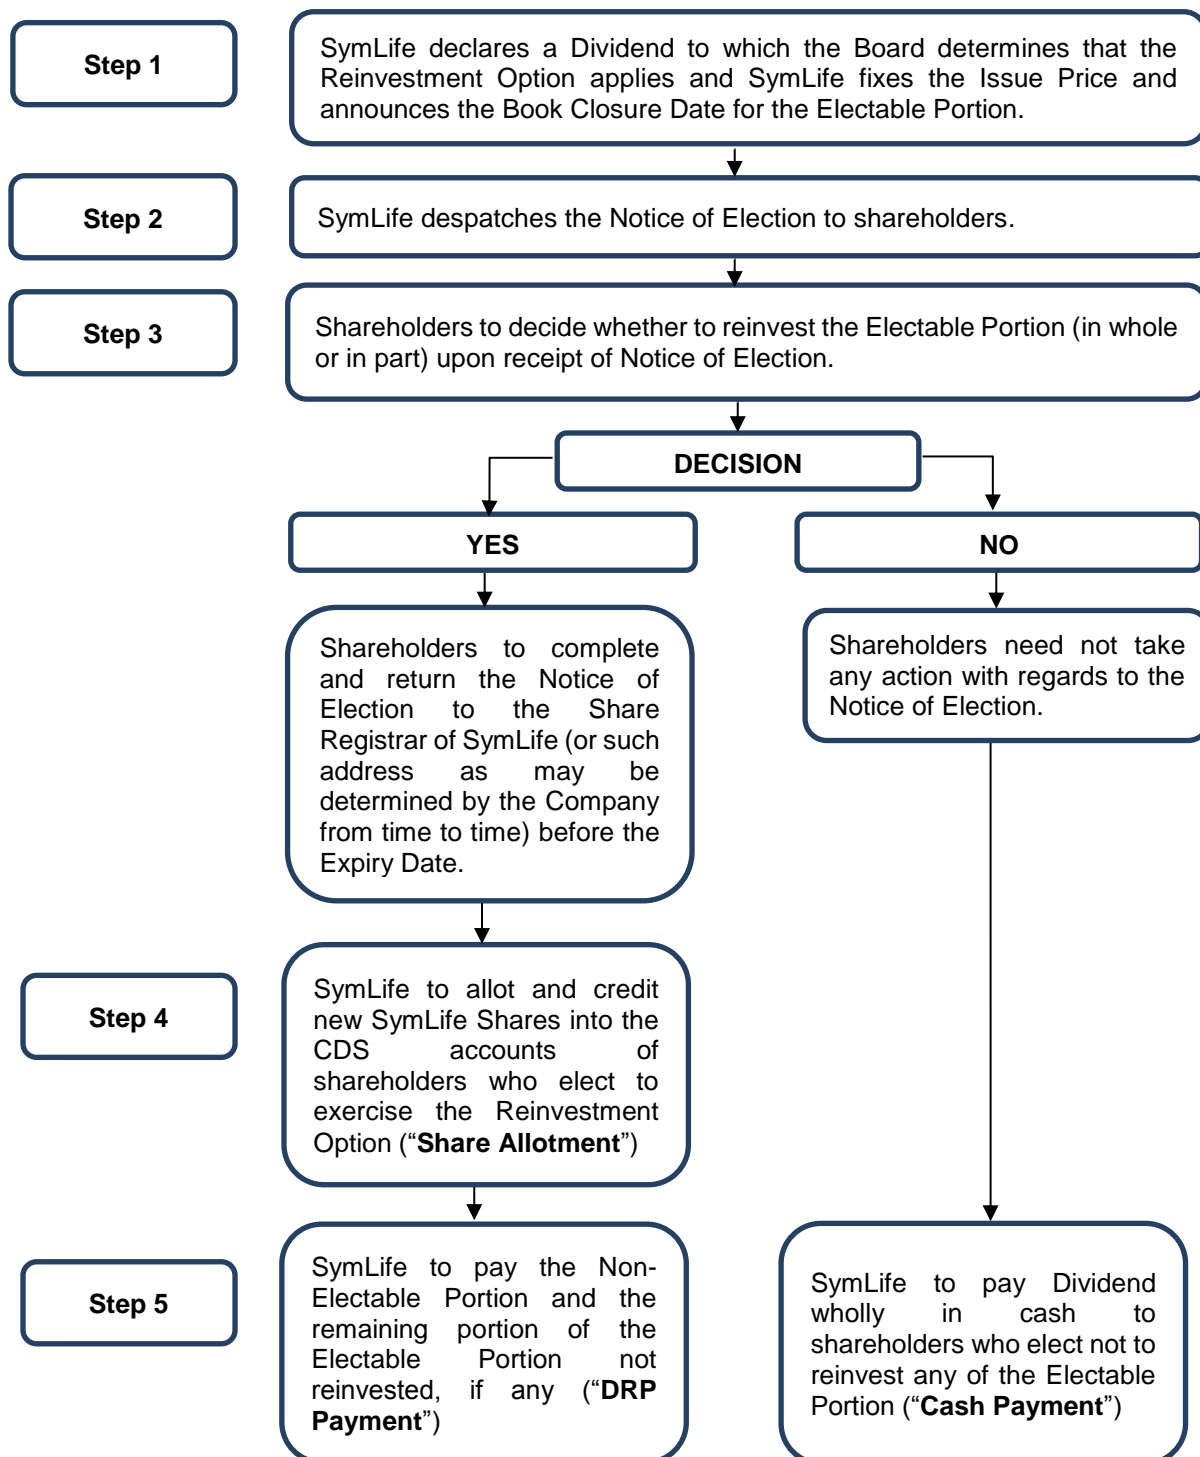 Step 1
SymLife declares a Dividend to which the Board determines that the
Reinvestment Option applies and SymLife fixes the Issue Price and
announces the Book Closure Date for the Electable Portion.
Step 2
SymLife despatches the Notice of Election to shareholders.
Step 3
Shareholders to decide whether to reinvest the Electable Portion (in whole
or in part) upon receipt of Notice of Election.
DECISION
YES
NO
Shareholders to complete
and return the Notice of
Election to the Share
Registrar of SymLife (or such
address as may be
determined by the Company
from time to time) before the
Expiry Date.
Shareholders need not take
any action with regards to the
Notice of Election.
Step 4
SymLife to allot and credit
new SymLife Shares into the
CDS accounts of
shareholders who elect to
exercise the Reinvestment
Option (“Share Allotment”)
Step 5
SymLife to pay the Non-
Electable Portion and the
remaining portion of the
Electable Portion not
reinvested, if any (“DRP
Payment”)
SymLife to pay Dividend
wholly in cash to
shareholders who elect not to
reinvest any of the Electable
Portion (“Cash Payment”)